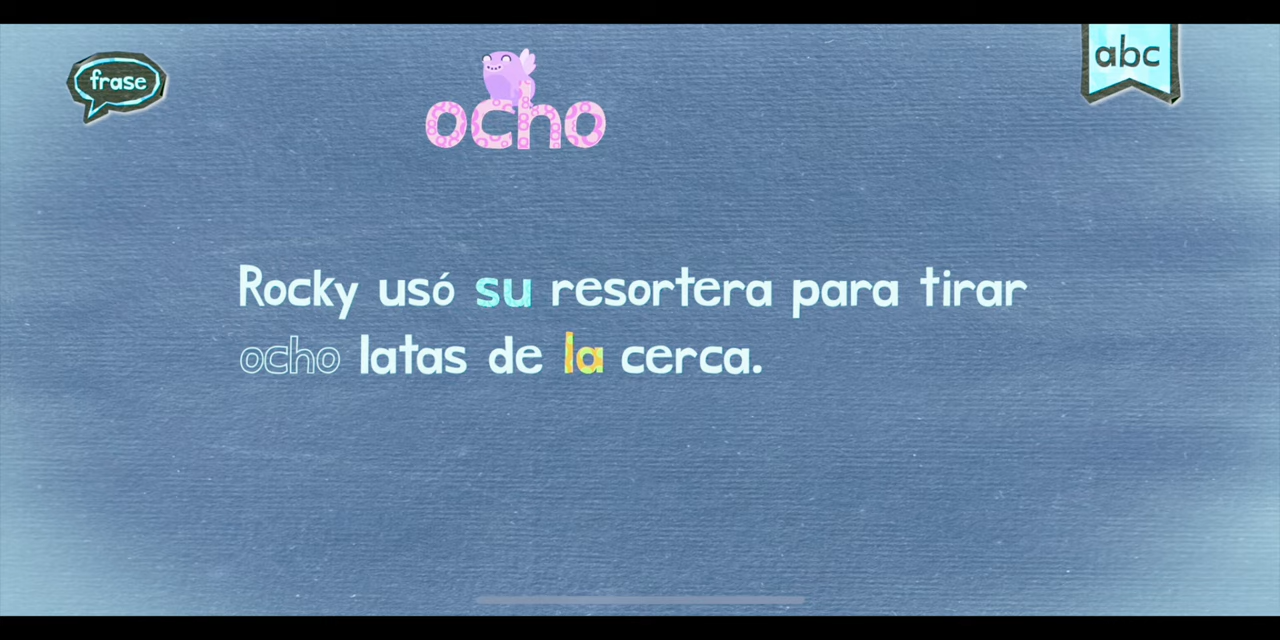 frase
abc
ocho
Rocky usó su resortera para tirar
ocho latas de la cerca.